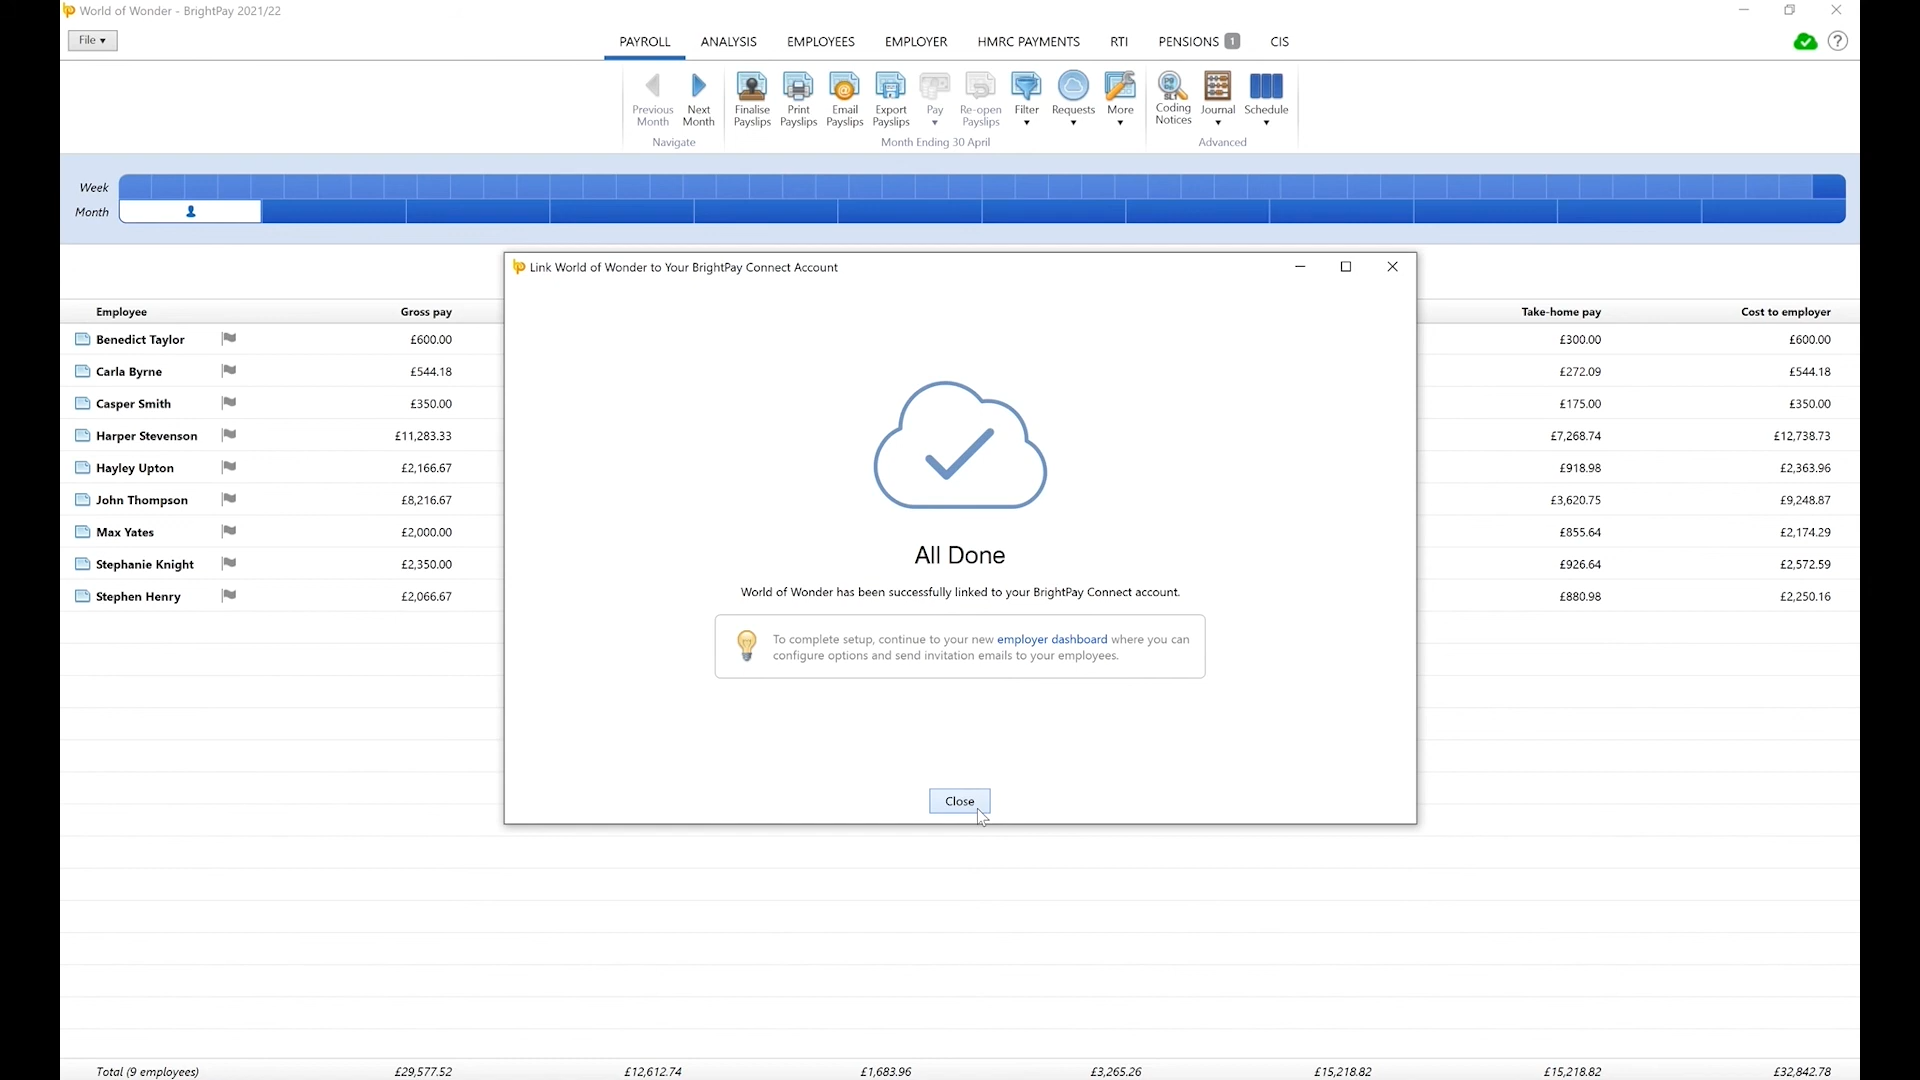 World of Wonder - BrightPay 2021/22
File
PAYROLL ANALYSIS EMPLOYEES EMPLOYER HMRC PAYMENTS RTI PENSIONS 1 CIS
?
Previous Month Next Month Finalise Payslips Print Payslips Email Payslips Export Payslips Pay Re-open Payslips Filter Requests More Coding Notices Journal Schedule
Navigate Month Ending 30 April Advanced
Week
Month
Link World of Wonder to Your BrightPay Connect Account
Employee Gross pay Take-home pay Cost to employer
Benedict Taylor £600.00 £300.00 £600.00
Carla Byrne £544.18 £272.09 £544.18
Casper Smith £350.00 £175.00 £350.00
Harper Stevenson £11,283.33 £7,268.74 £12,738.73
Hayley Upton £2,166.67 £918.98 £2,363.96
John Thompson £8,216.67 £3,620.75 £9,248.87
Max Yates £2,000.00 £855.64 £2,174.29
Stephanie Knight £2,350.00 £926.64 £2,572.59
Stephen Henry £2,066.67 £880.98 £2,250.16
All Done
World of Wonder has been successfully linked to your BrightPay Connect account.
To complete setup, continue to your new employer dashboard where you can
configure options and send invitation emails to your employees.
Close
Total (9 employees) £29,577.52 £12,612.74 £1,683.96 £3,265.26 £15,218.82 £15,218.82 £32,842.78